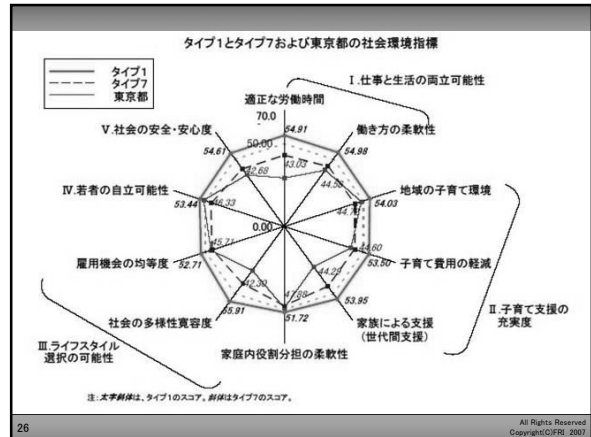 タイプ1とタイプ7および東京都の社会環境指標
タイプ1
タイプ7
東京都
Ⅰ.仕事と生活の両立可能性
適正な労働時間
70.0
50.00
0.00
54.91
43.03
働き方の柔軟性
54.98
44.58
地域の子育て環境
54.03
子育て費用の軽減
44.60
53.50
家族による支援
(世代間支援)
44.29
53.95
Ⅱ.子育て支援の
充実度
家庭内役割分担の柔軟性
47.88
51.72
社会の多様性寛容度
42.30
55.91
雇用機会の均等度
45.71
52.71
Ⅲ.ライフスタイル
選択の可能性
Ⅳ.若者の自立可能性
46.33
53.44
Ⅴ.社会の安全・安心度
54.61
42.68
注:太字斜体は、タイプ1のスコア。斜体はタイプ7のスコア。
26
All Rights Reserved
Copyright(C)FRI 2007